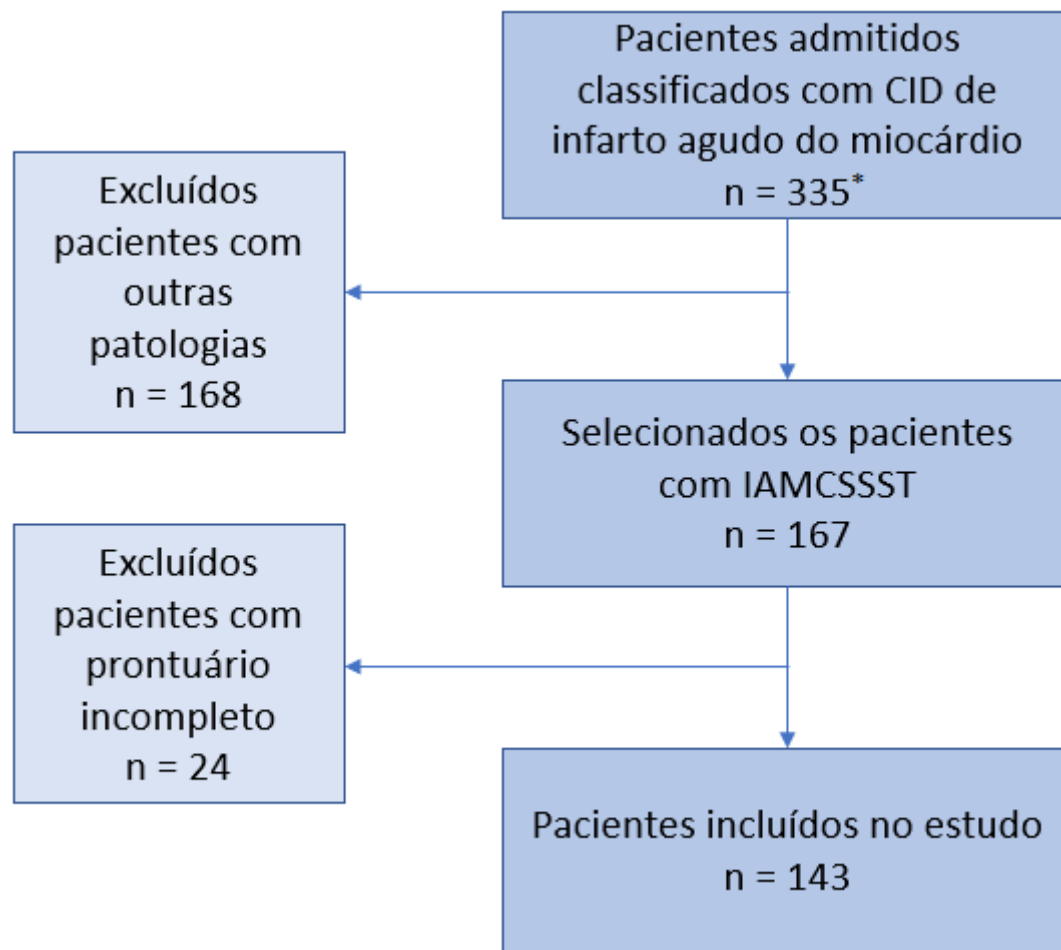 Pacientes admitidos
classificados com CID de
infarto agudo do miocárdio
n = 335*
Excluídos
pacientes com
outras
patologias
n = 168
Selecionados os pacientes
com IAMCSSST
n = 167
Excluídos
pacientes com
prontuário
incompleto
n = 24
Pacientes incluídos no estudo
n = 143